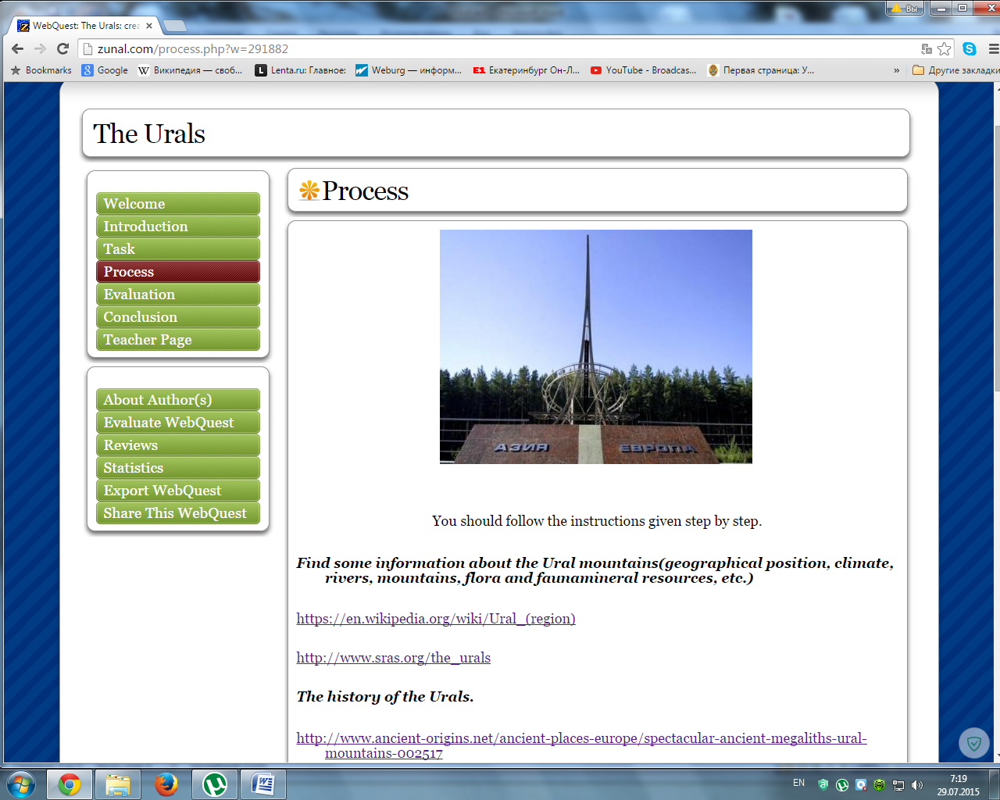 WebQuest: The Urals: crea
Вы
zunal.com/process.php?w=291882
Bookmarks Google Википедия — своб... Lenta.ru: Главное: Weburg — информ... E1 Екатеринбург Он-Л... YouTube - Broadcas... Первая страница: У... » Другие закладки
The Urals
Welcome
Introduction
Task
Process
Evaluation
Conclusion
Teacher Page
About Author(s)
Evaluate WebQuest
Reviews
Statistics
Export WebQuest
Share This WebQuest
Process
АЗИЯ ЕВРОПА
You should follow the instructions given step by step.
Find some information about the Ural mountains(geographical position, climate,
rivers, mountains, flora and faunamineral resources, etc.)
https://en.wikipedia.org/wiki/Ural_(region)
http://www.sras.org/the_urals
The history of the Urals.
http://www.ancient-origins.net/ancient-places-europe/spectacular-ancient-megaliths-ural-
mountains-002517
EN
7:19
29.07.2015